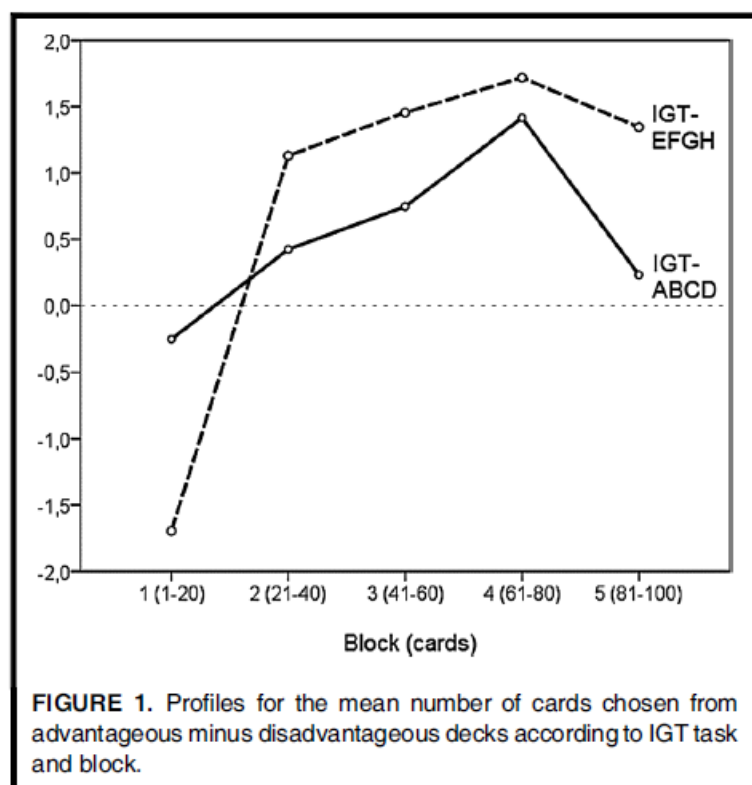 2,0
1,5
1,0
0,5
0,0
-0,5
-1,0
-1,5
-2,0
IGT-
EFGH
IGT-
ABCD
1 (1-20) 2 (21-40) 3 (41-60) 4 (61-80) 5 (81-100)
Block (cards)
FIGURE 1. Profiles for the mean number of cards chosen from
advantageous minus disadvantageous decks according to IGT task
and block.